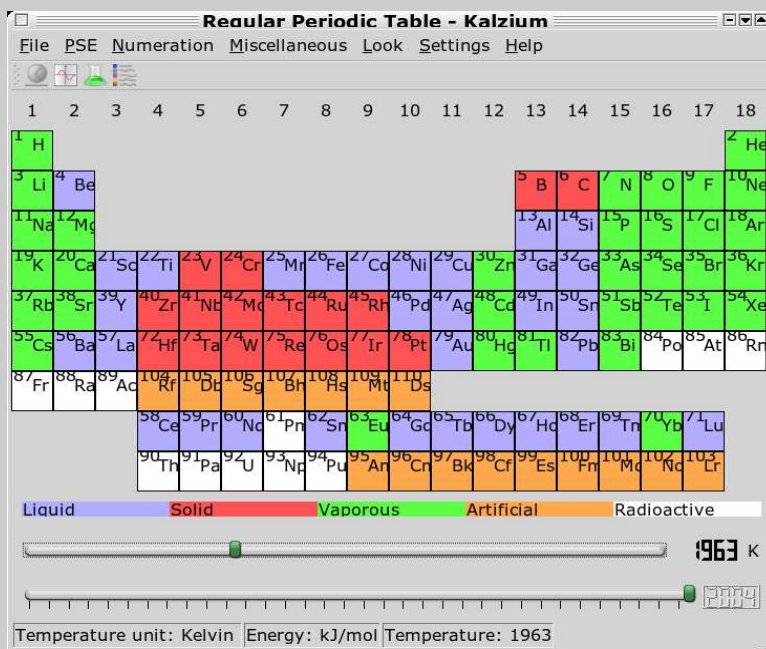 Regular Periodic Table - Kalzium
File PSE Numeration Miscellaneous Look Settings Help
1 2 3 4 5 6 7 8 9 10 11 12 13 14 15 16 17 18
1 H 2 He
3 Li 4 Be 5 B 6 C 7 N 8 O 9 F 10 Ne
11 Na 12 Mg 13 Al 14 Si 15 P 16 S 17 Cl 18 Ar
19 K 20 Ca 21 Sc 22 Ti 23 V 24 Cr 25 Mn 26 Fe 27 Co 28 Ni 29 Cu 30 Zn 31 Ga 32 Ge 33 As 34 Se 35 Br 36 Kr
37 Rb 38 Sr 39 Y 40 Zr 41 Nb 42 Mo 43 Tc 44 Ru 45 Rh 46 Pd 47 Ag 48 Cd 49 In 50 Sn 51 Sb 52 Te 53 I 54 Xe
55 Cs 56 Ba 57 La 72 Hf 73 Ta 74 W 75 Re 76 Os 77 Ir 78 Pt 79 Au 80 Hg 81 Tl 82 Pb 83 Bi 84 Po 85 At 86 Rn
87 Fr 88 Ra 89 Ac 104 Rf 105 Db 106 Sg 107 Bh 108 Hs 109 Mt 110 Ds
58 Ce 59 Pr 60 Nd 61 Pm 62 Sm 63 Eu 64 Gd 65 Tb 66 Dy 67 Ho 68 Er 69 Tm 70 Yb 71 Lu
90 Th 91 Pa 92 U 93 Np 94 Pu 95 Am 96 Cm 97 Bk 98 Cf 99 Es 100 Fm 101 Md 102 No 103 Lr
Liquid Solid Vaporous Artificial Radioactive
1963 K
2004
Temperature unit: Kelvin Energy: kJ/mol Temperature: 1963